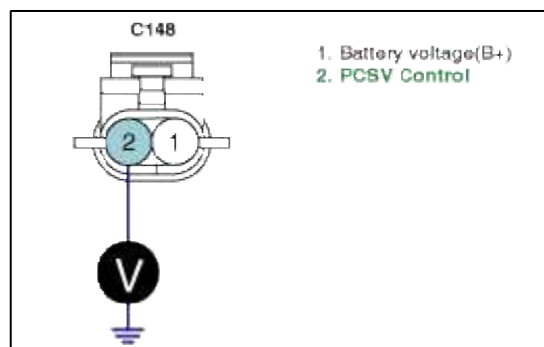 C148
1. Battery voltage(B+)
2. PCSV Control
2 1
V